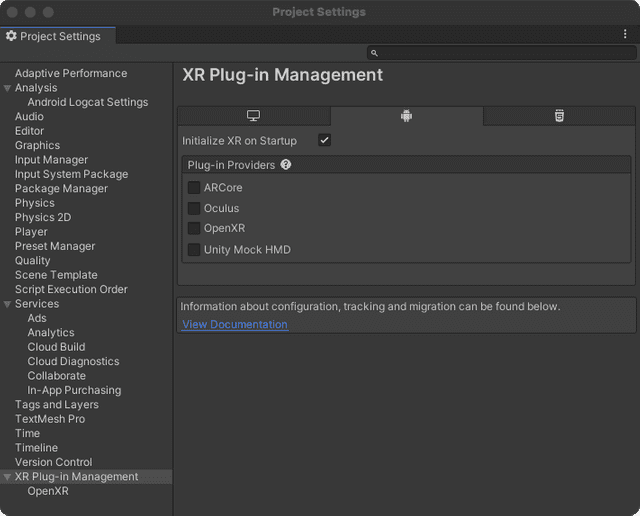 Project Settings
Project Settings
Adaptive Performance
Analysis
Android Logcat Settings
Audio
Editor
Graphics
Input Manager
Input System Package
Package Manager
Physics
Physics 2D
Player
Preset Manager
Quality
Scene Template
Script Execution Order
Services
Ads
Analytics
Cloud Build
Cloud Diagnostics
Collaborate
In-App Purchasing
Tags and Layers
TextMesh Pro
Time
Timeline
Version Control
XR Plug-in Management
OpenXR
XR Plug-in Management
Initialize XR on Startup
Plug-in Providers
ARCore
Oculus
OpenXR
Unity Mock HMD
Information about configuration, tracking and migration can be found below.
View Documentation